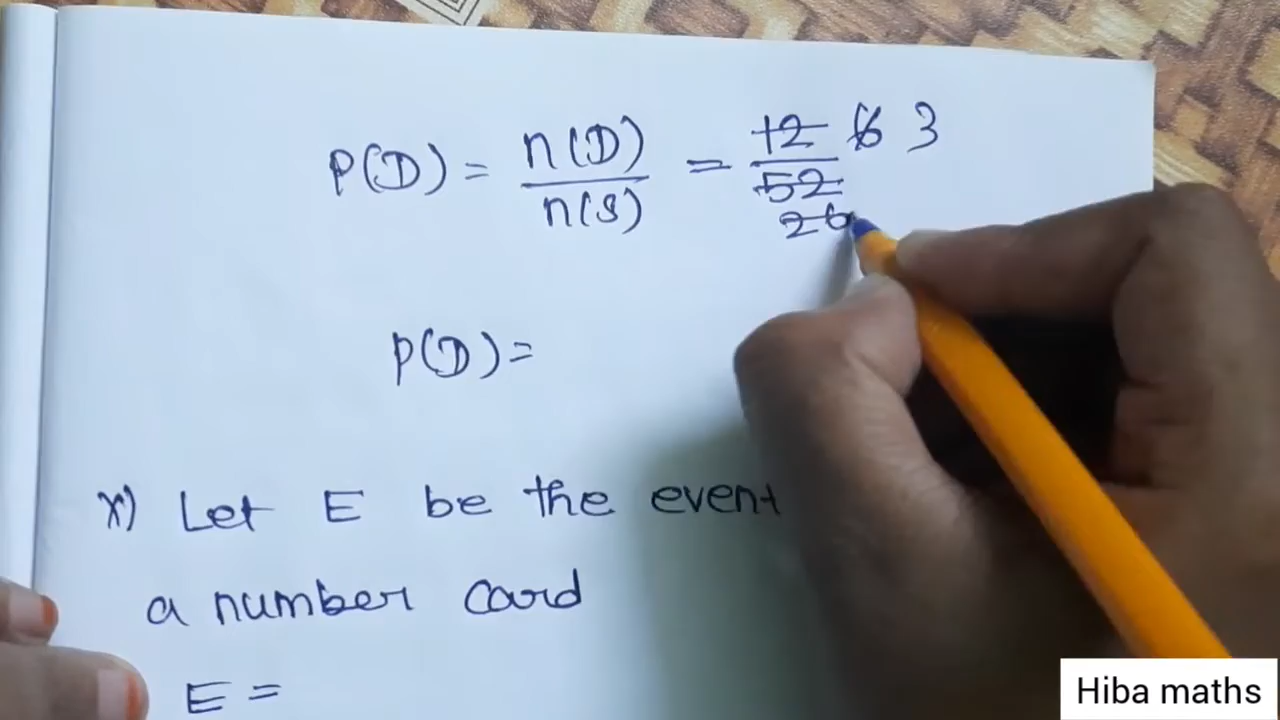 P(D) = n(D)/n(S) = 12/52 6 3
26
P(D) =
x) Let E be the event
a number card
E =
Hiba maths